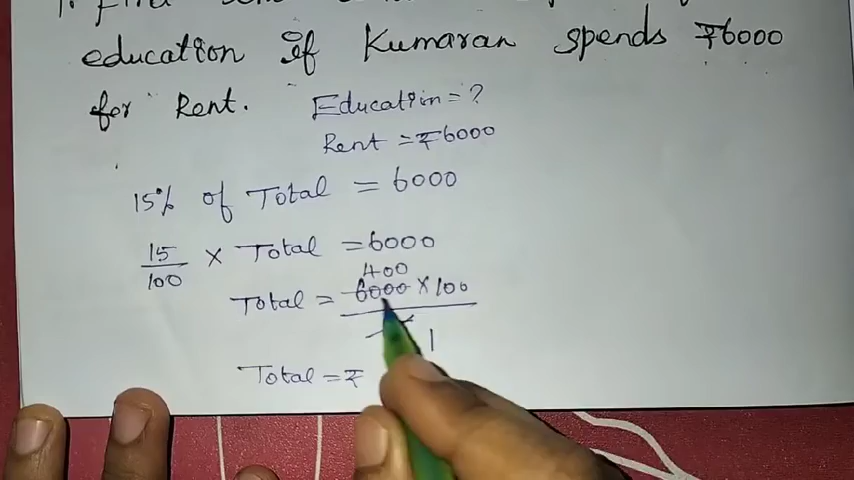 education if Kumaran spends ₹6000
for Rent. Education = ?
Rent = ₹6000
15% of Total = 6000
15/100 × Total = 6000
400
Total = 6000 × 100
1
Total = ₹